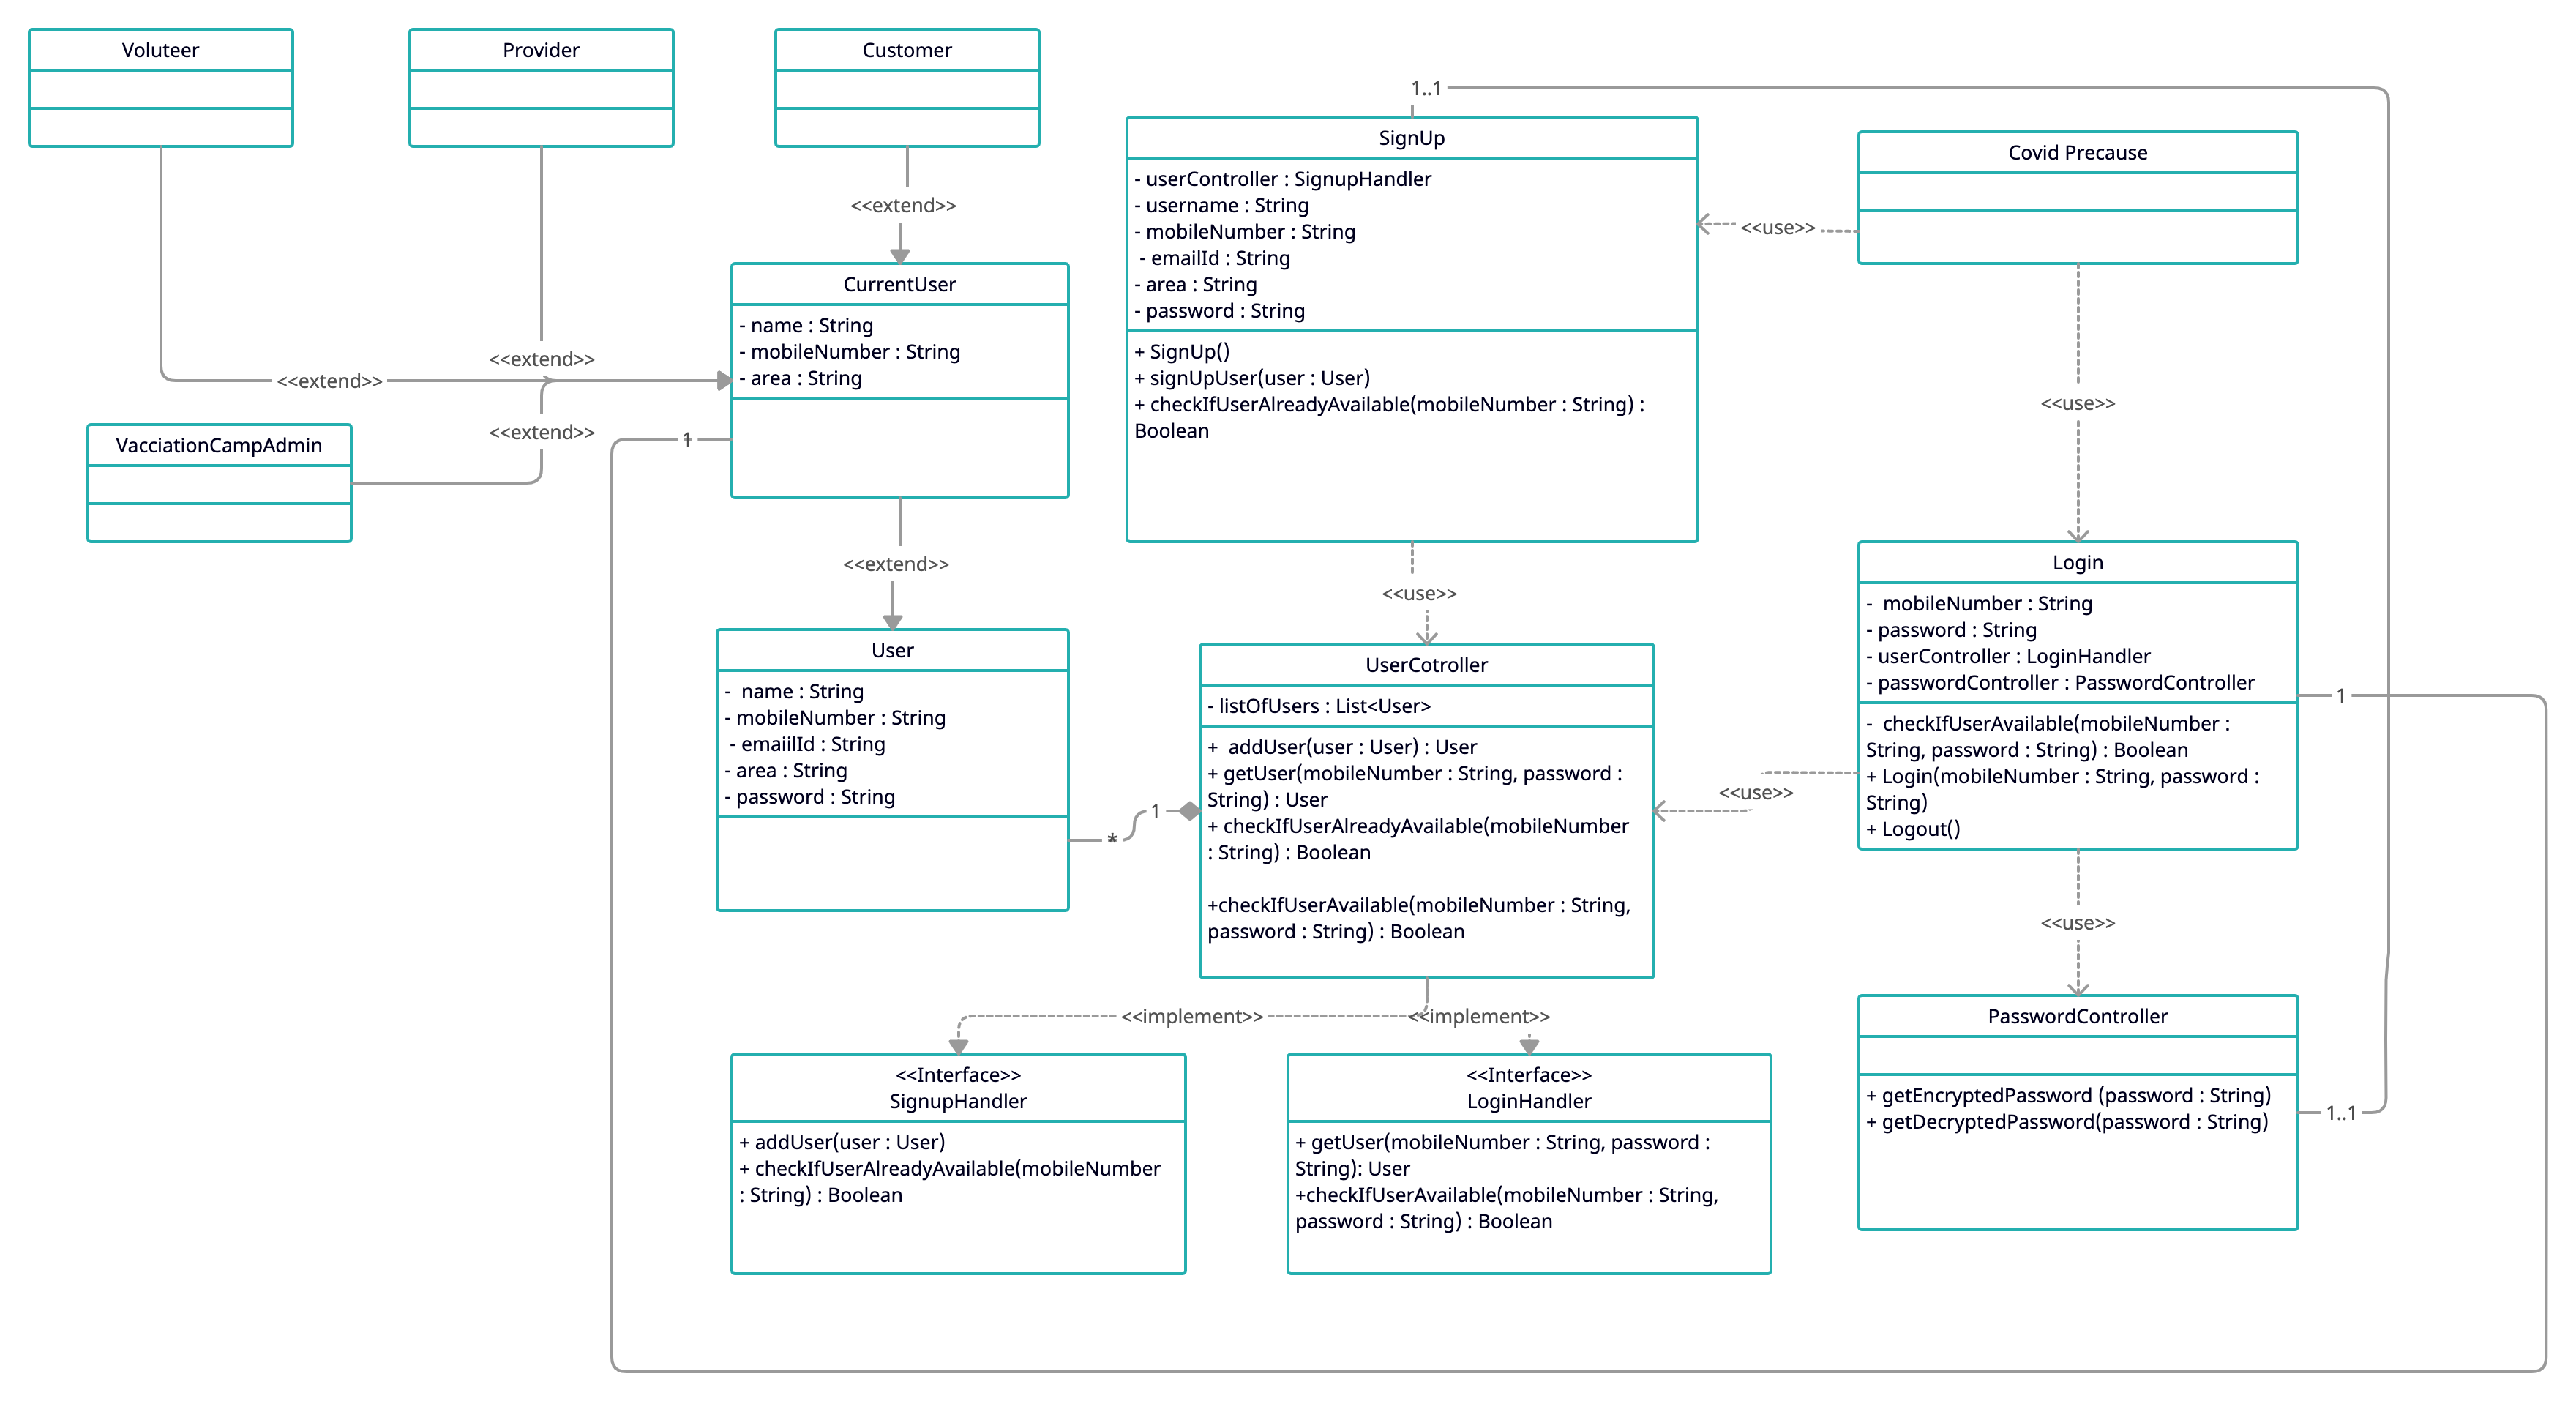 Voluteer
Provider
Customer
<<extend>>
<<extend>>
<<extend>>
<<extend>>
VacciationCampAdmin
CurrentUser
- name : String
- mobileNumber : String
- area : String
1
<<extend>>
User
-  name : String
- mobileNumber : String
- emaiilId : String
- area : String
- password : String
*
1
1..1
SignUp
- userController : SignupHandler
- username : String
- mobileNumber : String
- emailId : String
- area : String
- password : String
+ SignUp()
+ signUpUser(user : User)
+ checkIfUserAlreadyAvailable(mobileNumber : String) :
Boolean
<<use>>
Covid Precause
<<use>>
<<use>>
UserCotroller
- listOfUsers : List<User>
+  addUser(user : User) : User
+ getUser(mobileNumber : String, password :
String) : User
+ checkIfUserAlreadyAvailable(mobileNumber
: String) : Boolean
+checkIfUserAvailable(mobileNumber : String,
password : String) : Boolean
<<use>>
Login
-  mobileNumber : String
- password : String
- userController : LoginHandler
- passwordController : PasswordController
-  checkIfUserAvailable(mobileNumber :
String, password : String) : Boolean
+ Login(mobileNumber : String, password :
String)
+ Logout()
1
<<use>>
<<implement>>
<<implement>>
<<Interface>>
SignupHandler
+ addUser(user : User)
+ checkIfUserAlreadyAvailable(mobileNumber
: String) : Boolean
<<Interface>>
LoginHandler
+ getUser(mobileNumber : String, password :
String): User
+checkIfUserAvailable(mobileNumber : String,
password : String) : Boolean
PasswordController
+ getEncryptedPassword (password : String)
+ getDecryptedPassword(password : String)
1..1